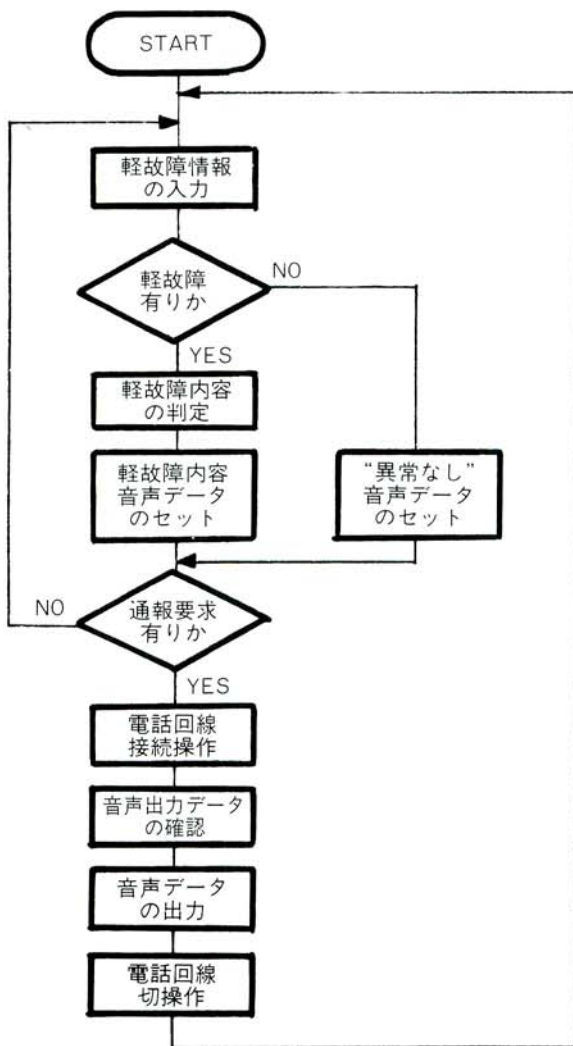 START
軽故障情報
の入力
軽故障
有りか
NO
YES
軽故障内容
の判定
軽故障内容
音声データ
のセット
“異常なし”
音声データ
のセット
通報要求
有りか
NO
YES
電話回線
接続操作
音声出力データ
の確認
音声データ
の出力
電話回線
切操作